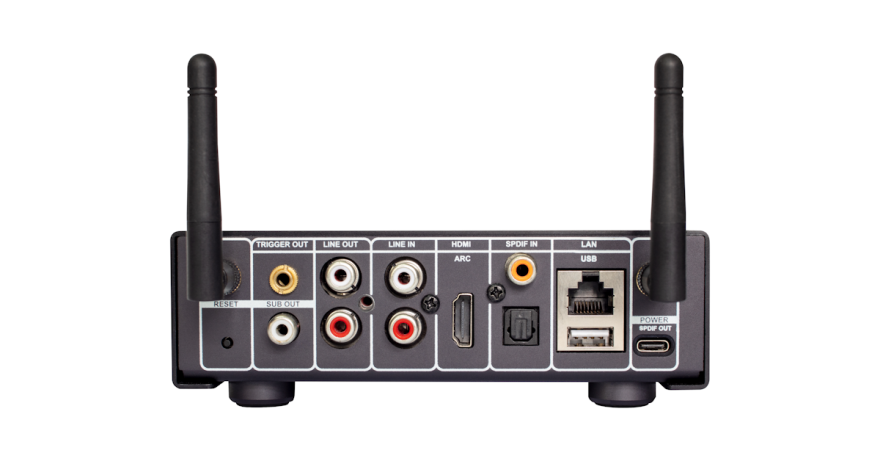 TRIGGER OUT
LINE OUT
LINE IN
HDMI
SPDIF IN
LAN
ARC
USB
RESET
SUB OUT
POWER
SPDIF OUT